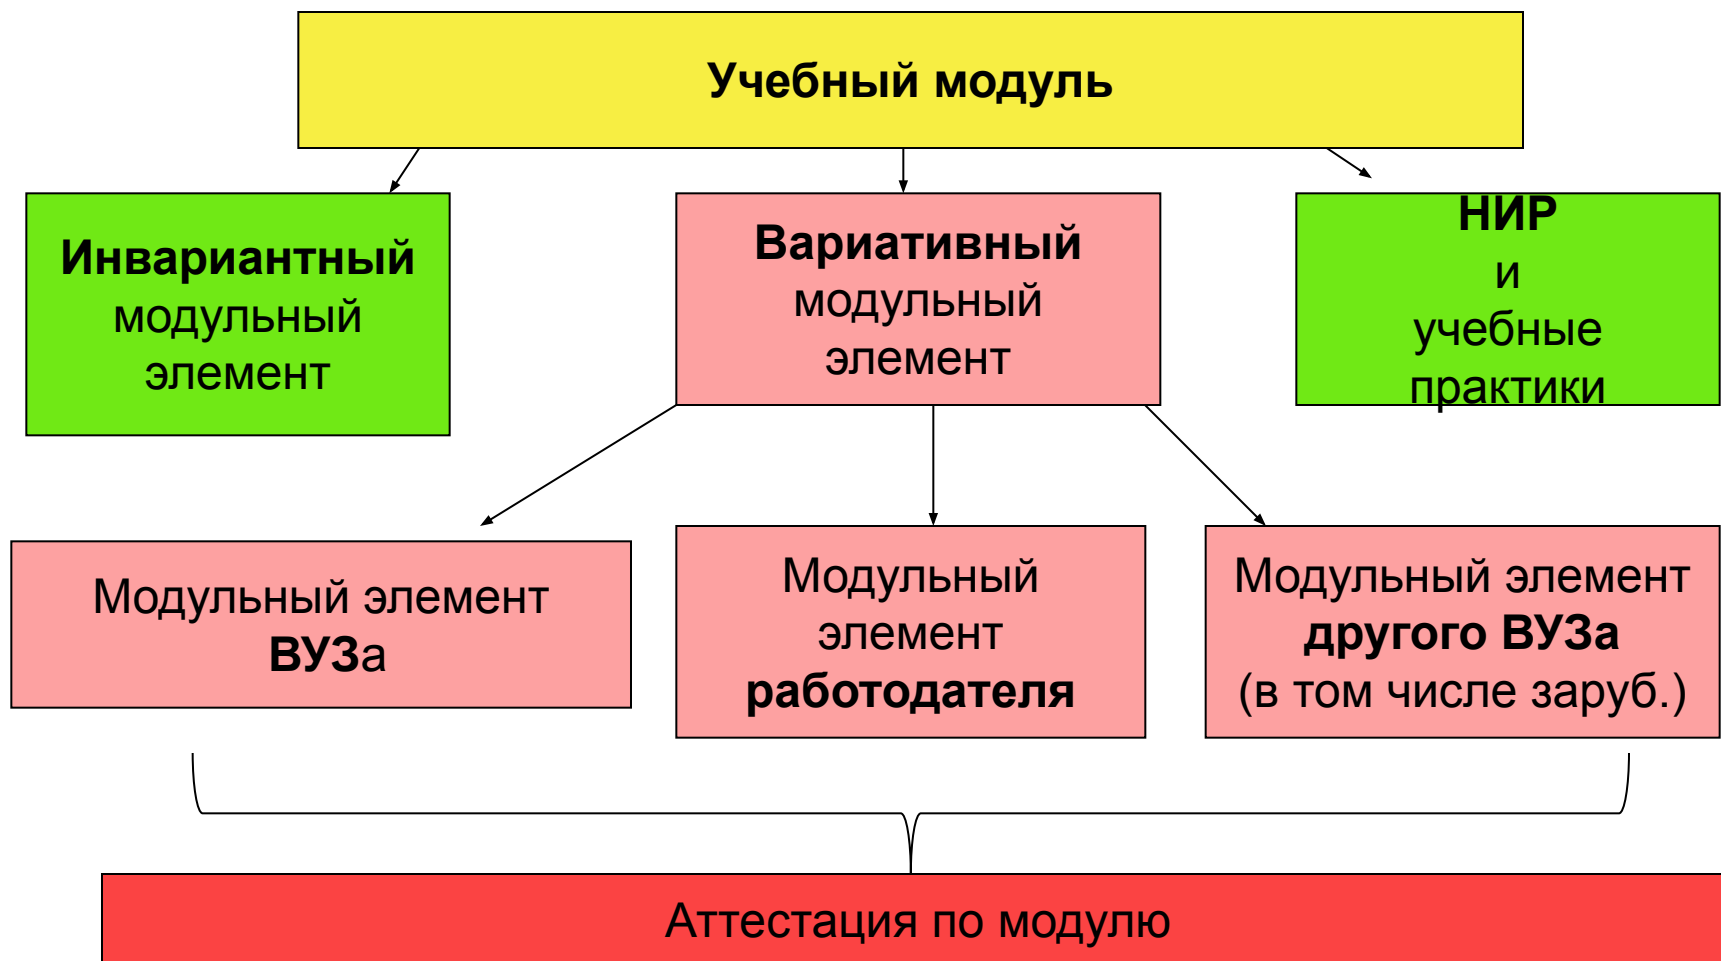 Учебный модуль
Инвариантный
модульный
элемент
Вариативный
модульный
элемент
НИР
и
учебные
практики
Модульный элемент
ВУЗа
Модульный
элемент
работодателя
Модульный элемент
другого ВУЗа
(в том числе заруб.)
Аттестация по модулю